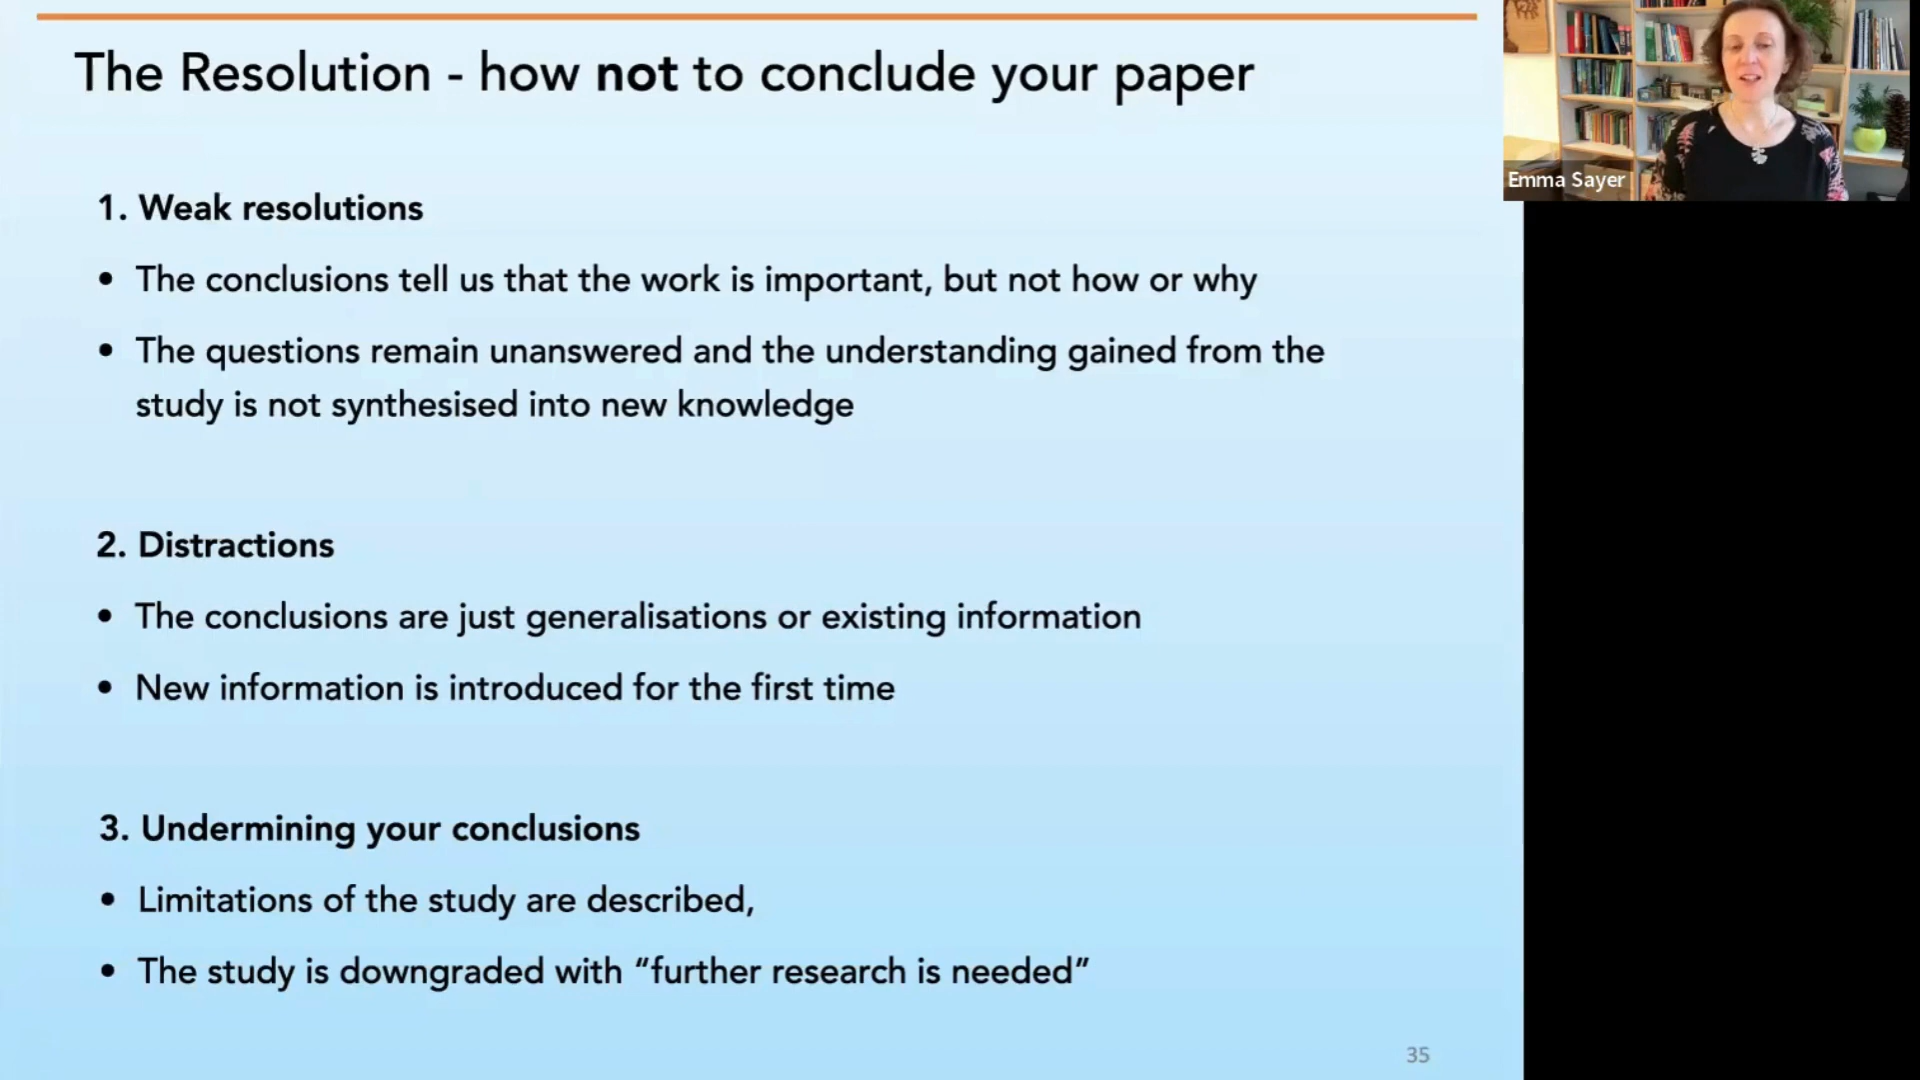 The Resolution - how not to conclude your paper
1. Weak resolutions
• The conclusions tell us that the work is important, but not how or why
• The questions remain unanswered and the understanding gained from the
study is not synthesised into new knowledge
2. Distractions
• The conclusions are just generalisations or existing information
• New information is introduced for the first time
3. Undermining your conclusions
• Limitations of the study are described,
• The study is downgraded with “further research is needed”
35
Emma Sayer